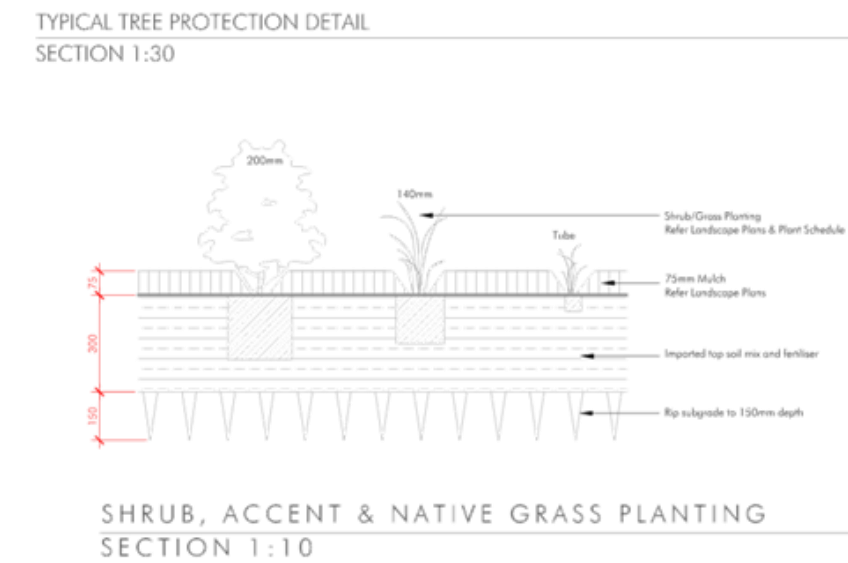 TYPICAL TREE PROTECTION DETAIL
SECTION 1:30
200mm
140mm
Tube
Shrub/Grass Planting
Refer Landscape Plans & Plant Schedule
75mm Mulch
Refer Landscape Plans
Imported top soil mix and fertiliser
Rip subgrade to 150mm depth
75
300
150
SHRUB, ACCENT & NATIVE GRASS PLANTING
SECTION 1:10